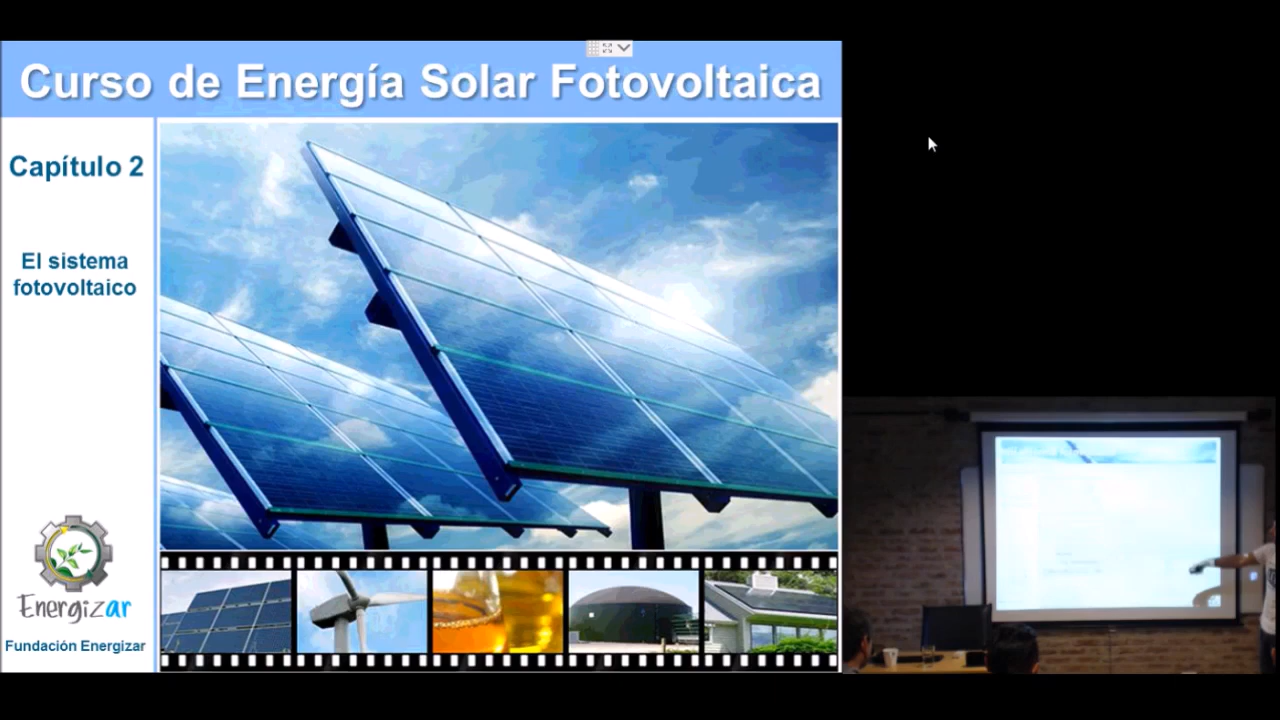 Curso de Energía Solar Fotovoltaica
Capítulo 2
El sistema
fotovoltaico
Energizar
Fundación Energizar